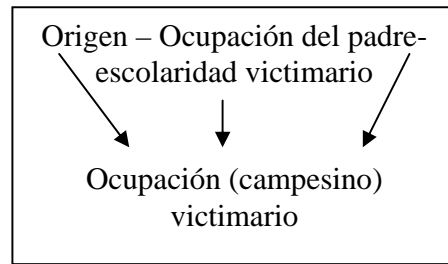 Origen – Ocupación del padre-
escolaridad victimario
Ocupación (campesino)
victimario